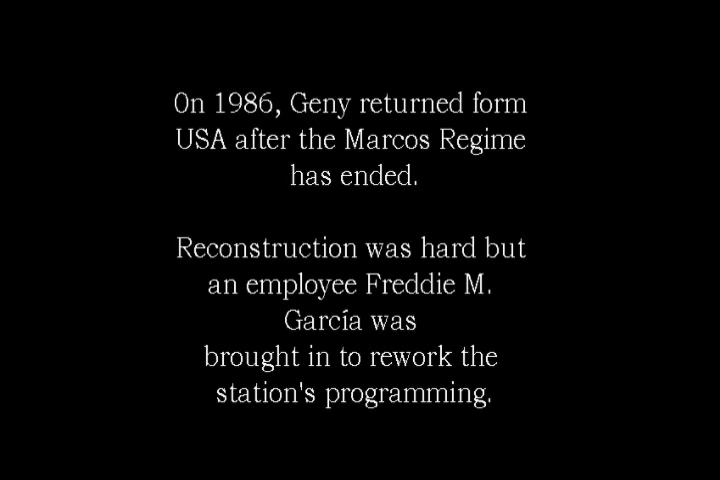 On 1986, Geny returned form
USA after the Marcos Regime
has ended.
Reconstruction was hard but
an employee Freddie M.
García was
brought in to rework the
station's programming.